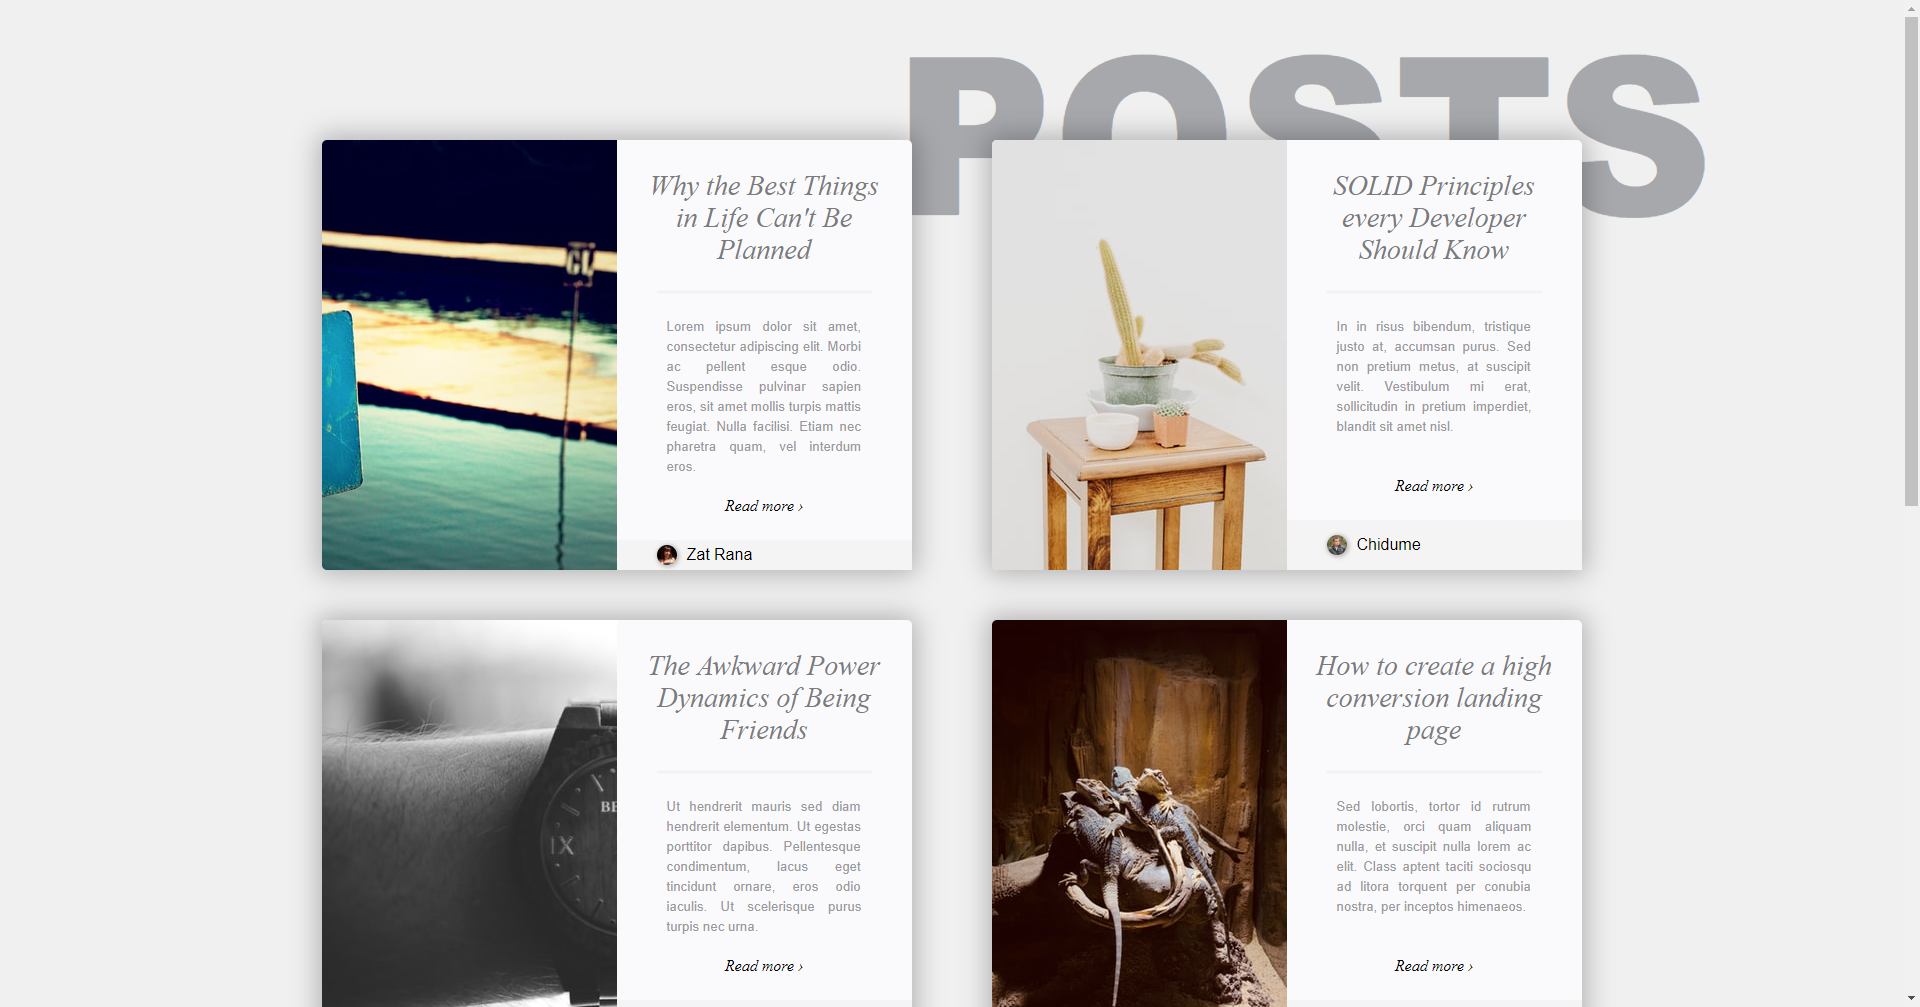 POSTS
Why the Best Things
in Life Can't Be
Planned
Lorem ipsum dolor sit amet,
consectetur adipiscing elit. Morbi
ac pellent esque odio.
Suspendisse pulvinar sapien
eros, sit amet mollis turpis mattis
feugiat. Nulla facilisi. Etiam nec
pharetra quam, vel interdum
eros.
Read more ›
Zat Rana
SOLID Principles
every Developer
Should Know
In in risus bibendum, tristique
justo at, accumsan purus. Sed
non pretium metus, at suscipit
velit. Vestibulum mi erat,
sollicitudin in pretium imperdiet,
blandit sit amet nisl.
Read more ›
Chidume
IX
The Awkward Power
Dynamics of Being
Friends
Ut hendrerit mauris sed diam
hendrerit elementum. Ut egestas
porttitor dapibus. Pellentesque
condimentum, lacus eget
tincidunt ornare, eros odio
iaculis. Ut scelerisque purus
turpis nec urna.
Read more ›
How to create a high
conversion landing
page
Sed lobortis, tortor id rutrum
molestie, orci quam aliquam
nulla, et suscipit nulla lorem ac
elit. Class aptent taciti sociosqu
ad litora torquent per conubia
nostra, per inceptos himenaeos.
Read more ›